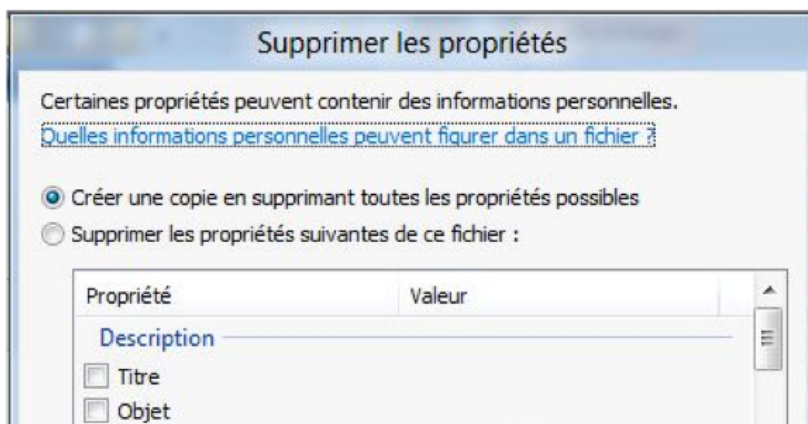 Supprimer les propriétés
Certaines propriétés peuvent contenir des informations personnelles.
Quelles informations personnelles peuvent figurer dans un fichier ?
Créer une copie en supprimant toutes les propriétés possibles
Supprimer les propriétés suivantes de ce fichier :
Propriété Valeur
Description
Titre
Objet